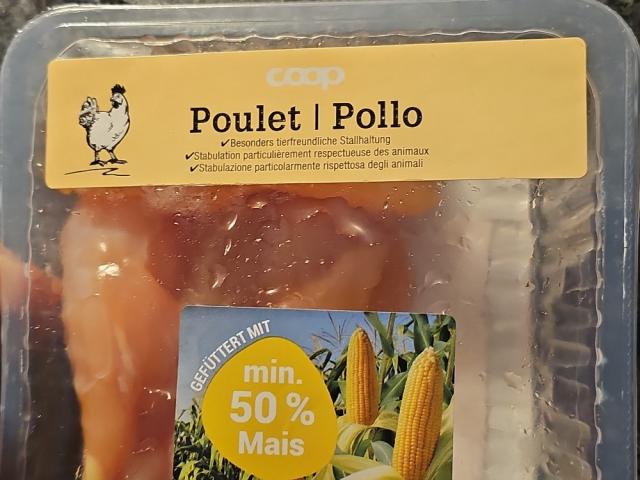 coop
Poulet | Pollo
✓Besonders tierfreundliche Stallhaltung
✓Stabulation particulièrement respectueuse des animaux
✓Stabulazione particolarmente rispettosa degli animali
GEFÜTTERT MIT
min.
50 %
Mais